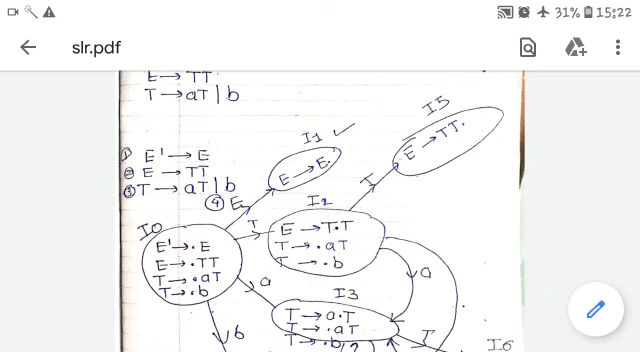 31% 15:22
slr.pdf
E → TT
T → aT | b
① E' → E
② E → TT
③ T → aT | b
④
I0
E' → .E
E → .TT
T → .aT
T → .b
E
I1
E → E.
T
I2
E → T.T
T → .aT
T → .b
T
I5
E → TT.
a
I3
T → a.T
T → .aT
T → .b
a
b
T
I6